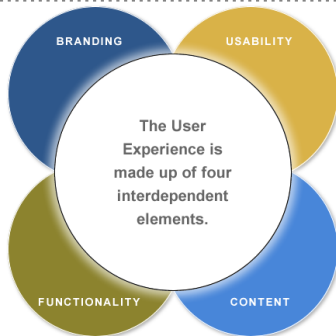 BRANDING
USABILITY
The User
Experience is
made up of four
interdependent
elements.
FUNCTIONALITY
CONTENT